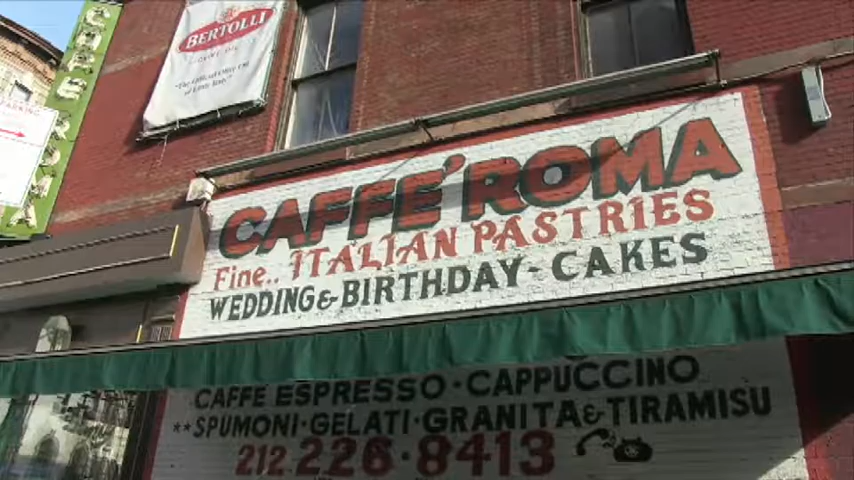 BERTOLLI
PARKING
CAFFE' ROMA
Fine.. ITALIAN PASTRIES
WEDDING & BIRTHDAY-CAKES
CAFFE ESPRESSO · CAPPUCCINO
*SPUMONI·GELATI·GRANITA & TIRAMISU
212·226·8413